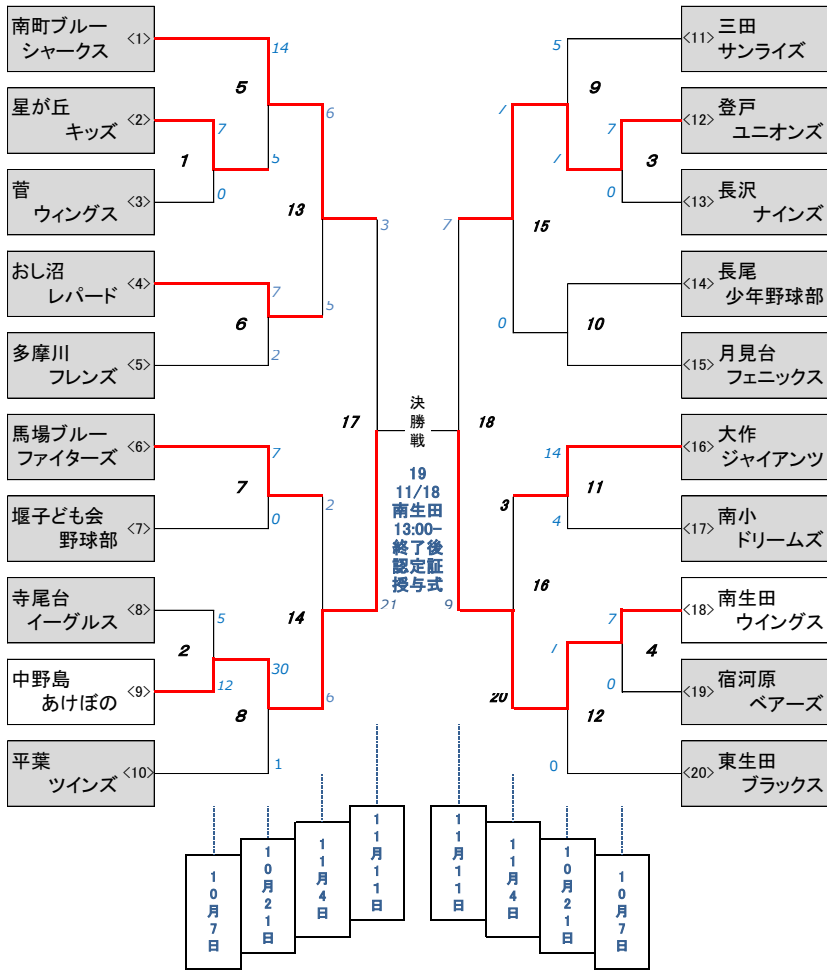 南町ブルー
シャークス
<1>
14
5
6
星が丘
キッズ
<2>
7
1
5
菅
ウィングス
<3>
0
13
3
おし沼
レパード
<4>
7
5
6
多摩川
フレンズ
<5>
2
馬場ブルー
ファイターズ
<6>
7
17
7
2
堰子ども会
野球部
<7>
0
寺尾台
イーグルス
<8>
5
14
21
2
中野島
あけぼの
<9>
12
30
8
6
平葉
ツインズ
<10>
1
決勝戦
19
11/18
南生田
13:00-
終了後
認定証
授与式
<11>
三田
サンライズ
5
9
7
<12>
登戸
ユニオンズ
7
3
7
<13>
長沢
ナインズ
0
7
15
<14>
長尾
少年野球部
0
10
<15>
月見台
フェニックス
18
<16>
大作
ジャイアンツ
14
11
3
<17>
南小
ドリームズ
4
16
<18>
南生田
ウイングス
7
9
7
4
<19>
宿河原
ベアーズ
0
20
12
<20>
東生田
ブラックス
0
10月7日
10月21日
11月4日
11月11日
11月11日
11月4日
10月21日
10月7日